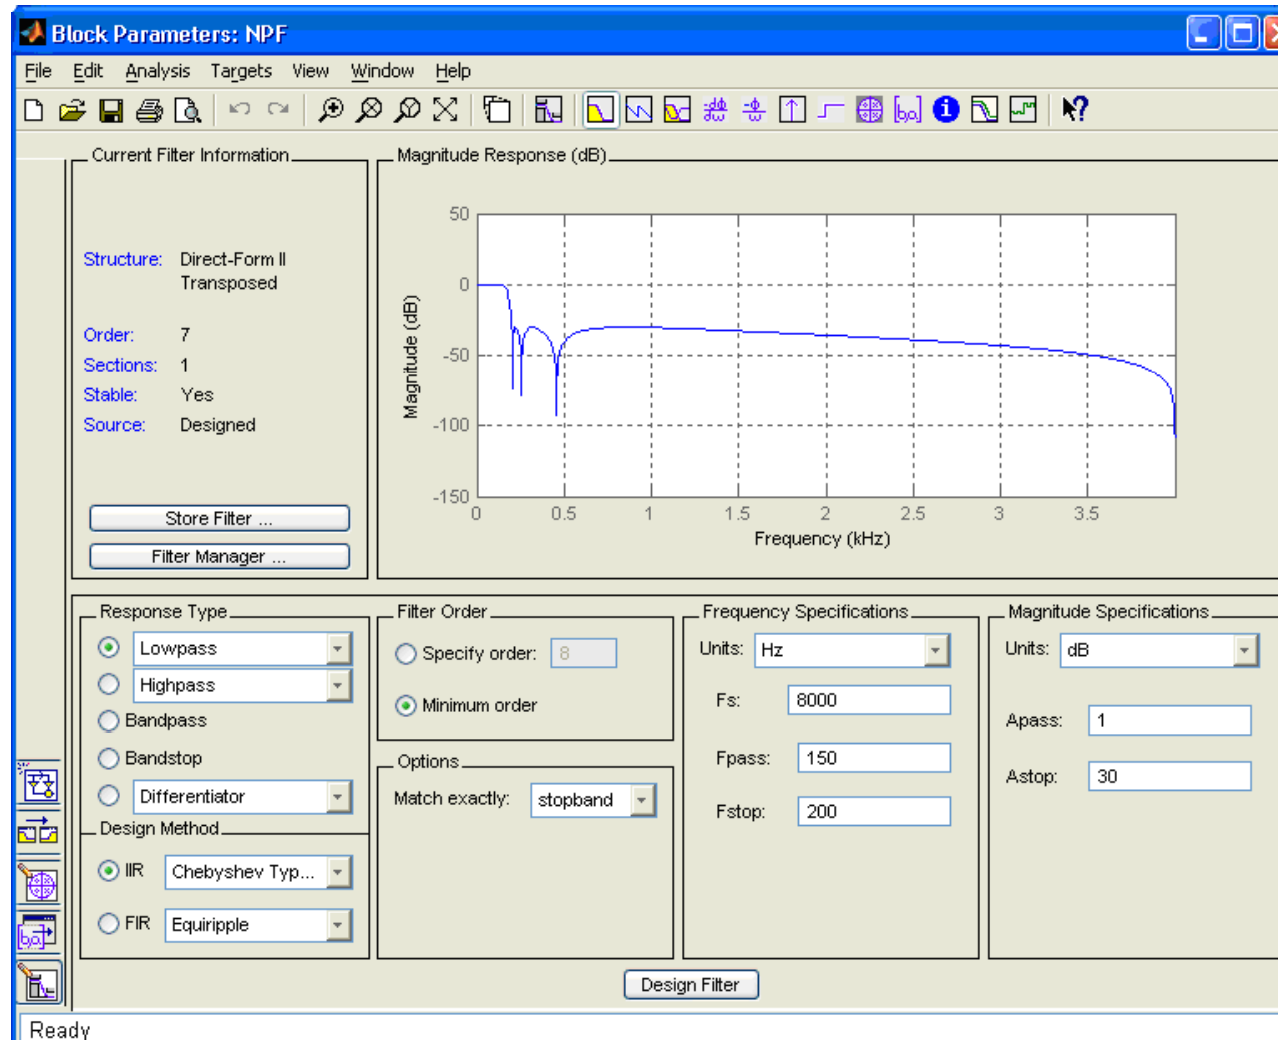 Block Parameters: NPF
File Edit Analysis Targets View Window Help
Current Filter Information
Structure: Direct-Form II
Transposed
Order: 7
Sections: 1
Stable: Yes
Source: Designed
Store Filter ...
Filter Manager ...
Magnitude Response (dB)
50
0
-50
-100
-150
Magnitude (dB)
0 0.5 1 1.5 2 2.5 3 3.5
Frequency (kHz)
Response Type
Lowpass
Highpass
Bandpass
Bandstop
Differentiator
Design Method
IIR Chebyshev Typ...
FIR Equiripple
Filter Order
Specify order: 8
Minimum order
Options
Match exactly: stopband
Frequency Specifications
Units: Hz
Fs: 8000
Fpass: 150
Fstop: 200
Magnitude Specifications
Units: dB
Apass: 1
Astop: 30
Design Filter
Ready